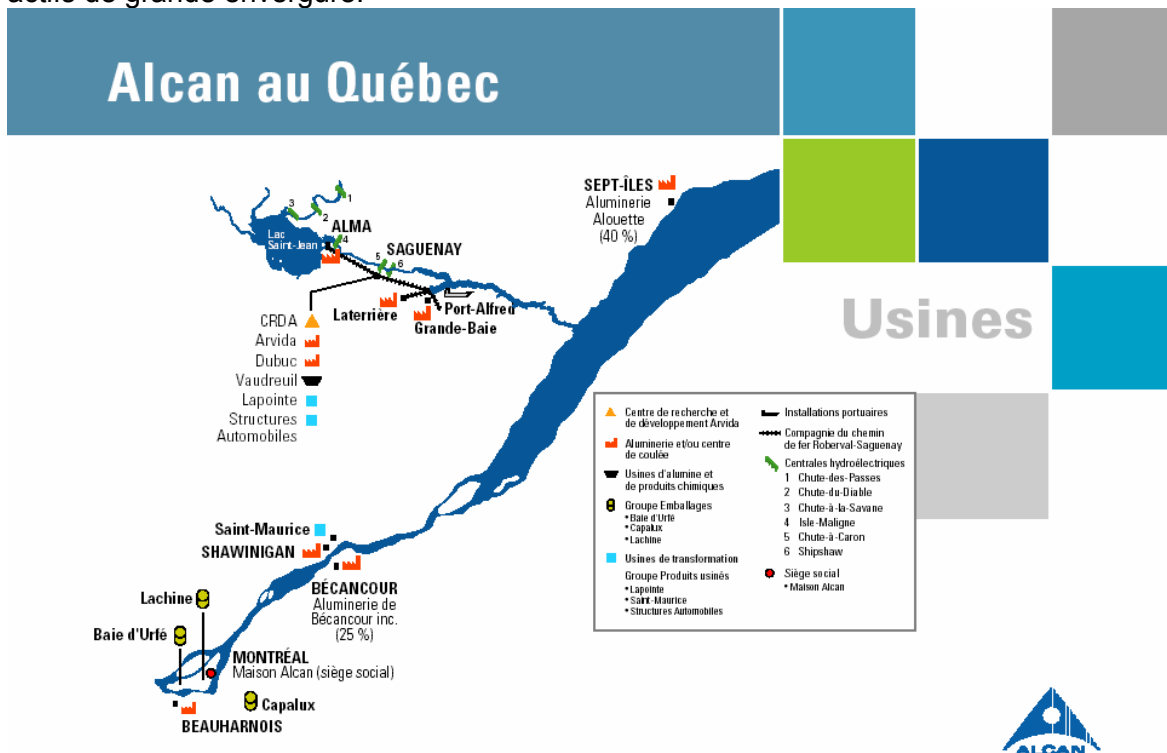 actifs de grande envergure.
Alcan au Québec
Usines
SEPT-ÎLES
Aluminerie
Alouette
(40 %)
3
1
2
Lac
Saint-Jean
ALMA
4
SAGUENAY
5
6
Port-Alfred
Laterrière
Grande-Baie
CRDA
Arvida
Dubuc
Vaudreuil
Lapointe
Structures
Automobiles
Saint-Maurice
SHAWINIGAN
BÉCANCOUR
Aluminerie de
Bécancour inc.
(25 %)
Lachine
Baie d'Urfé
MONTRÉAL
Maison Alcan (siège social)
Capalux
BEAUHARNOIS
Centre de recherche et
de développement Arvida
Aluminerie et/ou centre
de coulée
Usines d'alumine et
de produits chimiques
Groupe Emballages
• Baie d'Urfé
• Capalux
• Lachine
Usines de transformation
Groupe Produits usinés
• Lapointe
• Saint-Maurice
• Structures Automobiles
Installations portuaires
Compagnie du chemin
de fer Roberval-Saguenay
Centrales hydroélectriques
1 Chute-des-Passes
2 Chute-du-Diable
3 Chute-à-la-Savane
4 Isle-Maligne
5 Chute-à-Caron
6 Shipshaw
Siège social
• Maison Alcan
ALCAN